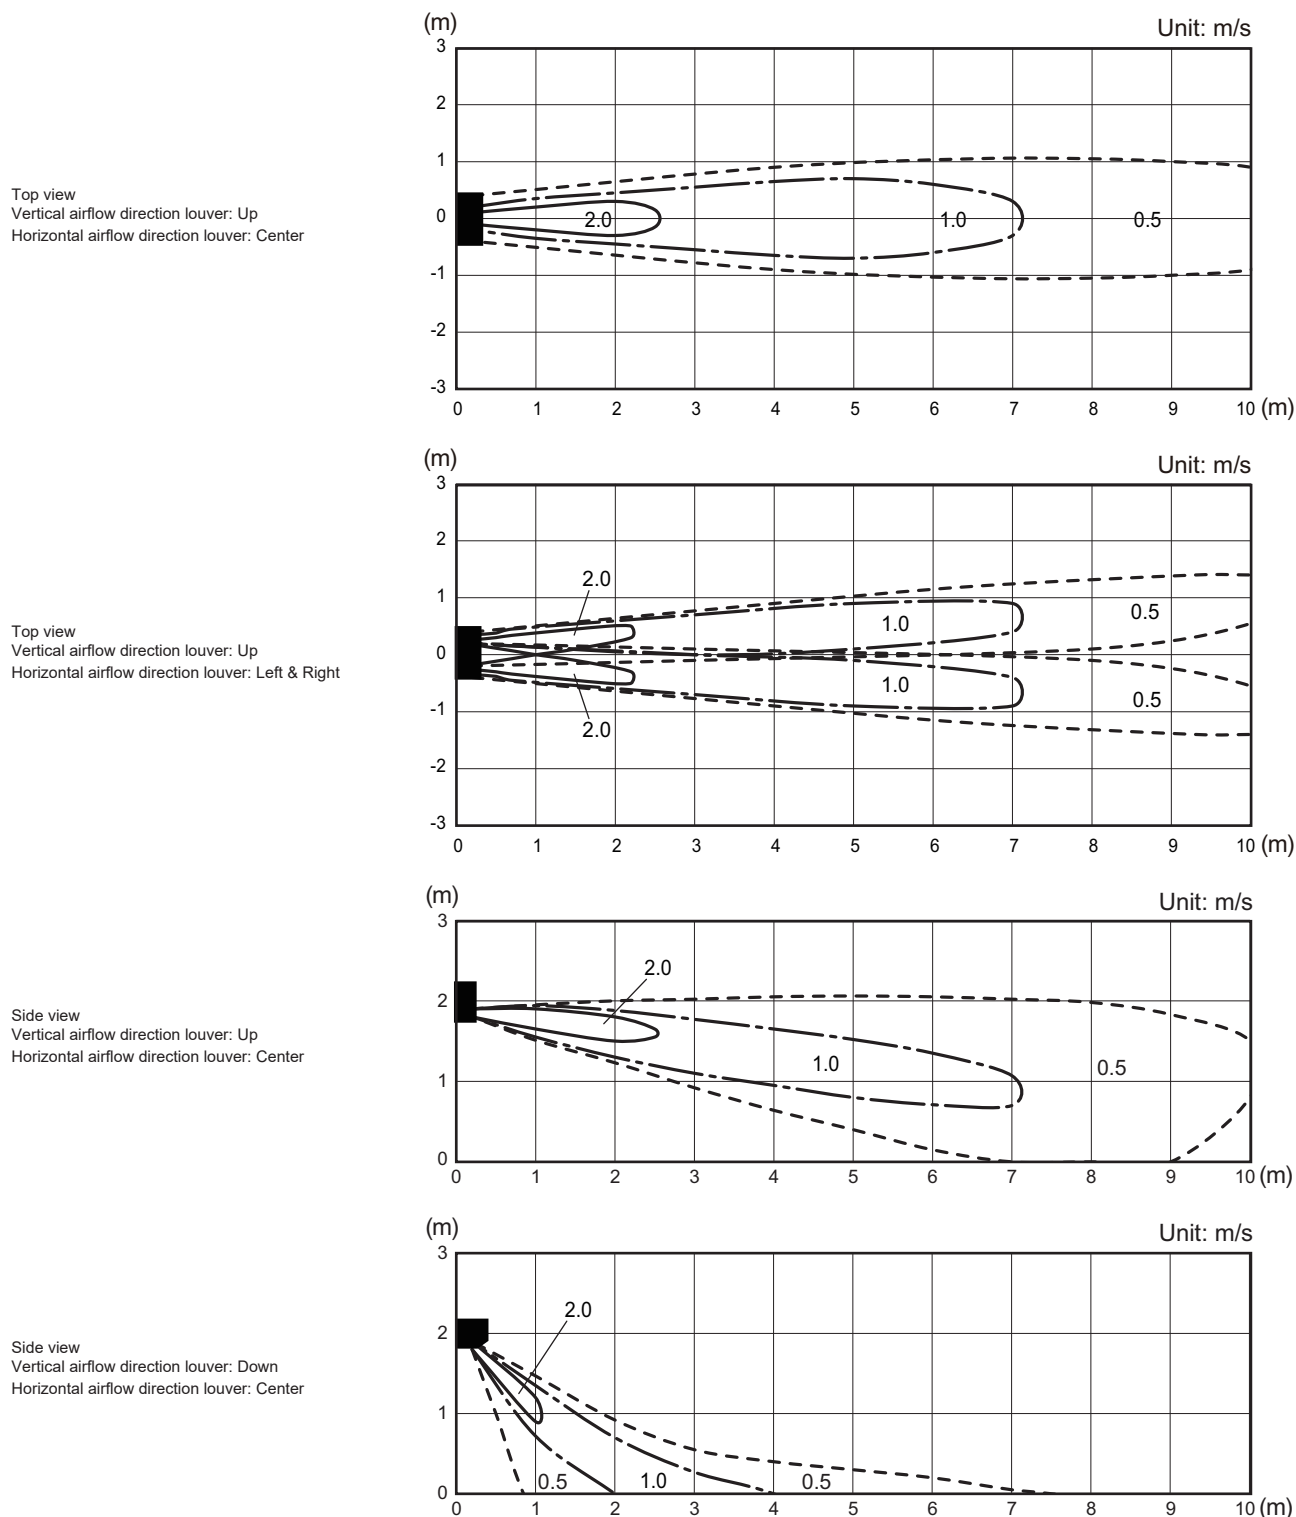 (m)
Unit: m/s
3
2
1
0
-1
-2
-3
2.0
1.0
0.5
0 1 2 3 4 5 6 7 8 9 10 (m)
Top view
Vertical airflow direction louver: Up
Horizontal airflow direction louver: Center
(m)
Unit: m/s
3
2
1
0
-1
-2
-3
2.0
1.0
0.5
1.0
0.5
2.0
0 1 2 3 4 5 6 7 8 9 10 (m)
Top view
Vertical airflow direction louver: Up
Horizontal airflow direction louver: Left & Right
(m)
Unit: m/s
3
2
1
0
2.0
1.0
0.5
0 1 2 3 4 5 6 7 8 9 10 (m)
Side view
Vertical airflow direction louver: Up
Horizontal airflow direction louver: Center
(m)
Unit: m/s
3
2
1
0
2.0
0.5
1.0
0.5
0 1 2 3 4 5 6 7 8 9 10 (m)
Side view
Vertical airflow direction louver: Down
Horizontal airflow direction louver: Center